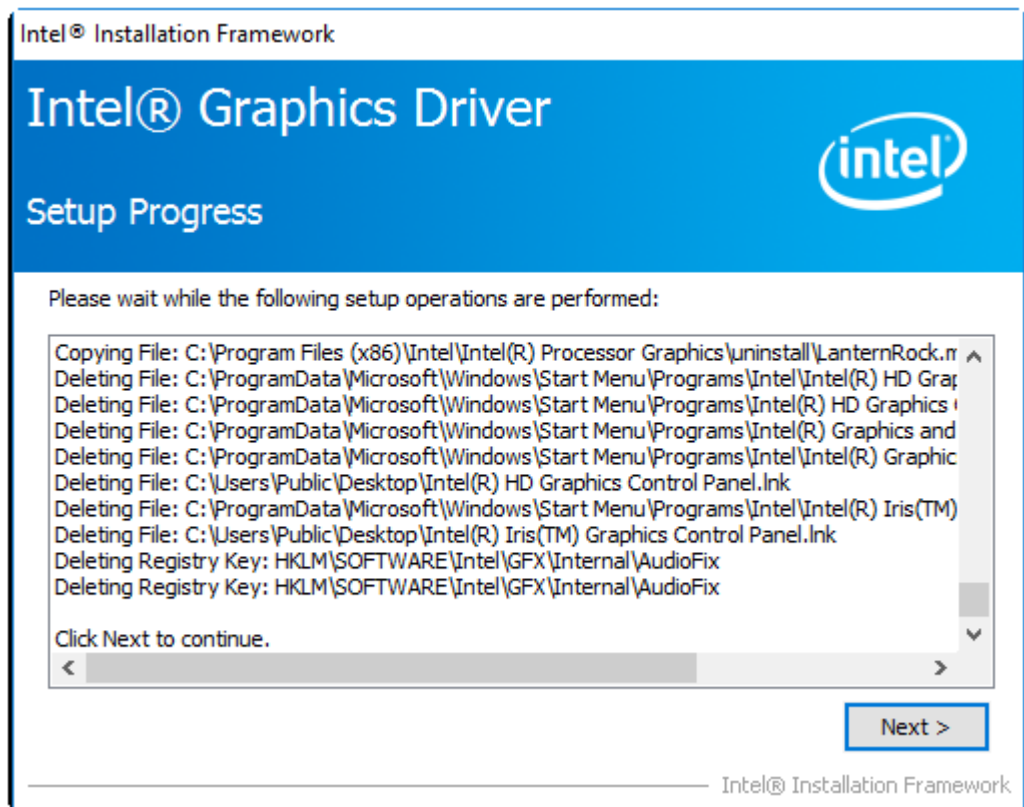 Intel® Installation Framework
Intel® Graphics Driver
intel
Setup Progress
Please wait while the following setup operations are performed:
Copying File: C:\Program Files (x86)\Intel\Intel(R) Processor Graphics\uninstall\LanternRock.m
Deleting File: C:\ProgramData\Microsoft\Windows\Start Menu\Programs\Intel\Intel(R) HD Grap
Deleting File: C:\ProgramData\Microsoft\Windows\Start Menu\Programs\Intel(R) HD Graphics
Deleting File: C:\ProgramData\Microsoft\Windows\Start Menu\Programs\Intel(R) Graphics and
Deleting File: C:\ProgramData\Microsoft\Windows\Start Menu\Programs\Intel\Intel(R) Graphic
Deleting File: C:\Users\Public\Desktop\Intel(R) HD Graphics Control Panel.lnk
Deleting File: C:\ProgramData\Microsoft\Windows\Start Menu\Programs\Intel\Intel(R) Iris(TM)
Deleting File: C:\Users\Public\Desktop\Intel(R) Iris(TM) Graphics Control Panel.lnk
Deleting Registry Key: HKLM\SOFTWARE\Intel\GFX\Internal\AudioFix
Deleting Registry Key: HKLM\SOFTWARE\Intel\GFX\Internal\AudioFix
Click Next to continue.
Next >
Intel® Installation Framework